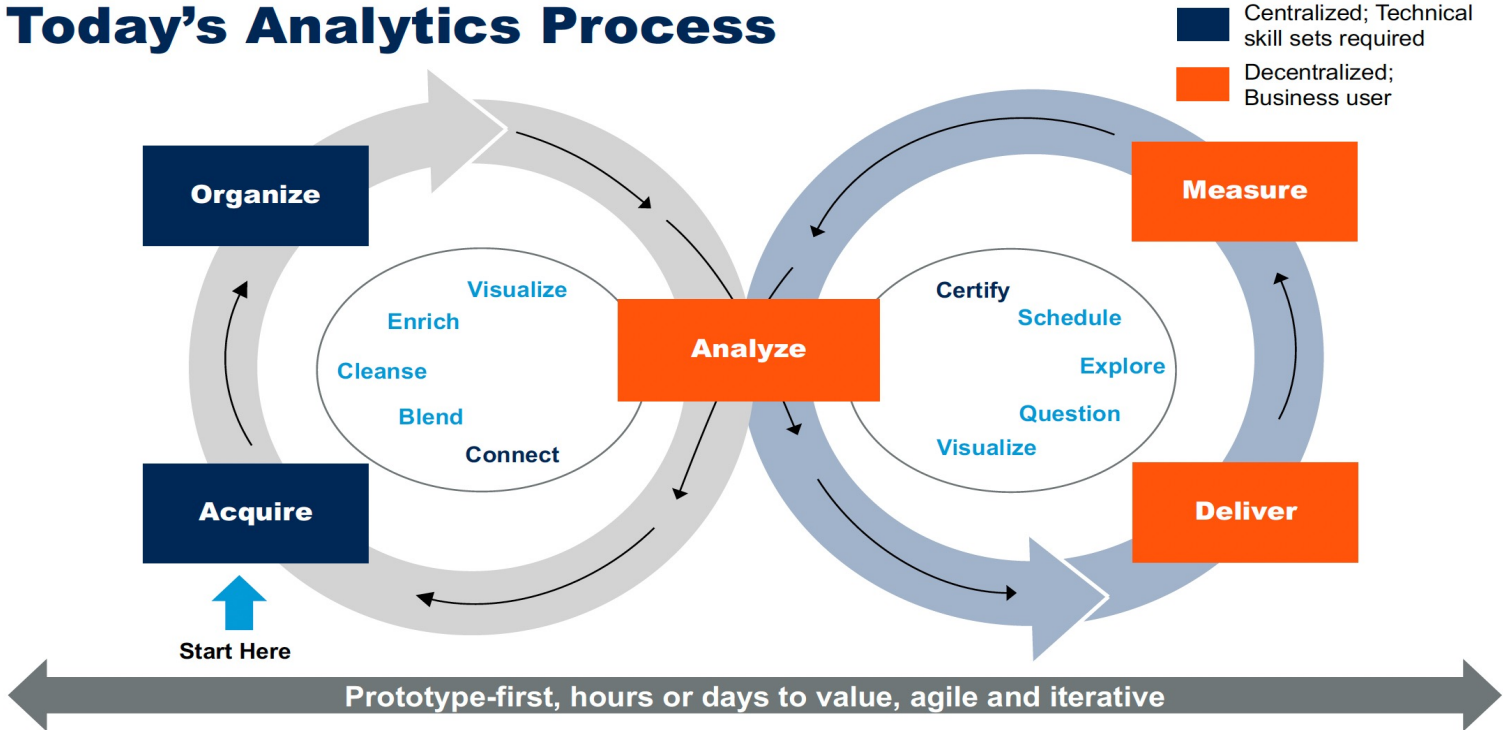 Today’s Analytics Process
Centralized; Technical
skill sets required
Decentralized;
Business user
Organize
Measure
Visualize
Enrich
Cleanse
Blend
Connect
Analyze
Certify
Schedule
Explore
Question
Visualize
Acquire
Deliver
Start Here
Prototype-first, hours or days to value, agile and iterative